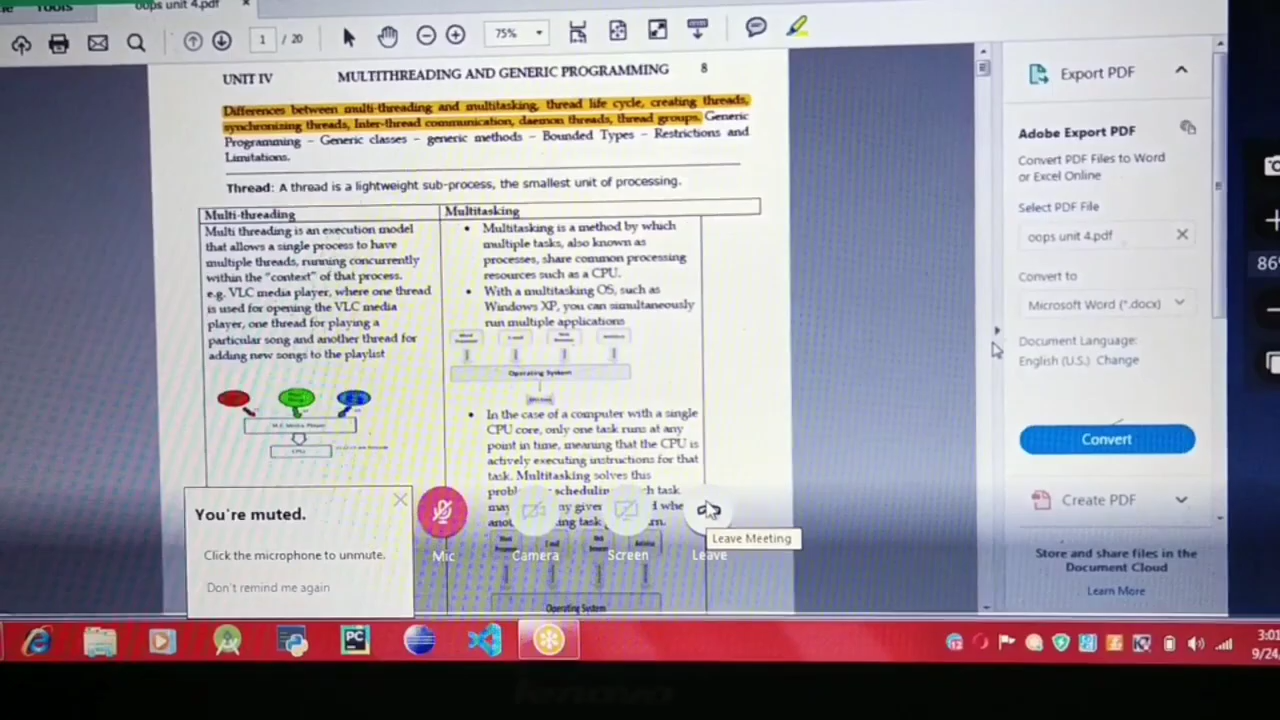 TOOLS
oops unit 4.pdf
1 / 20
75%
UNIT IV MULTITHREADING AND GENERIC PROGRAMMING 8
Differences between multi-threading and multitasking, thread life cycle, creating threads,
synchronizing threads, Inter-thread communication, daemon threads, thread groups. Generic
Programming – Generic classes – generic methods – Bounded Types – Restrictions and
Limitations.
Thread: A thread is a lightweight sub-process, the smallest unit of processing.
Multi-threading
Multi threading is an execution model
that allows a single process to have
multiple threads, running concurrently
within the "context" of that process.
e.g. VLC media player, where one thread
is used for opening the VLC media
player, one thread for playing a
particular song and another thread for
adding new songs to the playlist
CPU
Multitasking
• Multitasking is a method by which
multiple tasks, also known as
processes, share common processing
resources such as a CPU.
• With a multitasking OS, such as
Windows XP, you can simultaneously
run multiple applications
Operating System
• In the case of a computer with a single
CPU core, only one task runs at any
point in time, meaning that the CPU is
actively executing instructions for that
task. Multitasking solves this
Operating System
You're muted.
Click the microphone to unmute.
Don't remind me again
Mic
Camera
Screen
Leave
Leave Meeting
Export PDF
Adobe Export PDF
Convert PDF Files to Word
or Excel Online
Select PDF File
oops unit 4.pdf
Convert to
Microsoft Word (*.docx)
Document Language:
English (U.S.) Change
Convert
Create PDF
Store and share files in the
Document Cloud
Learn More
86%
PC
12
3:01
9/24
lenovo